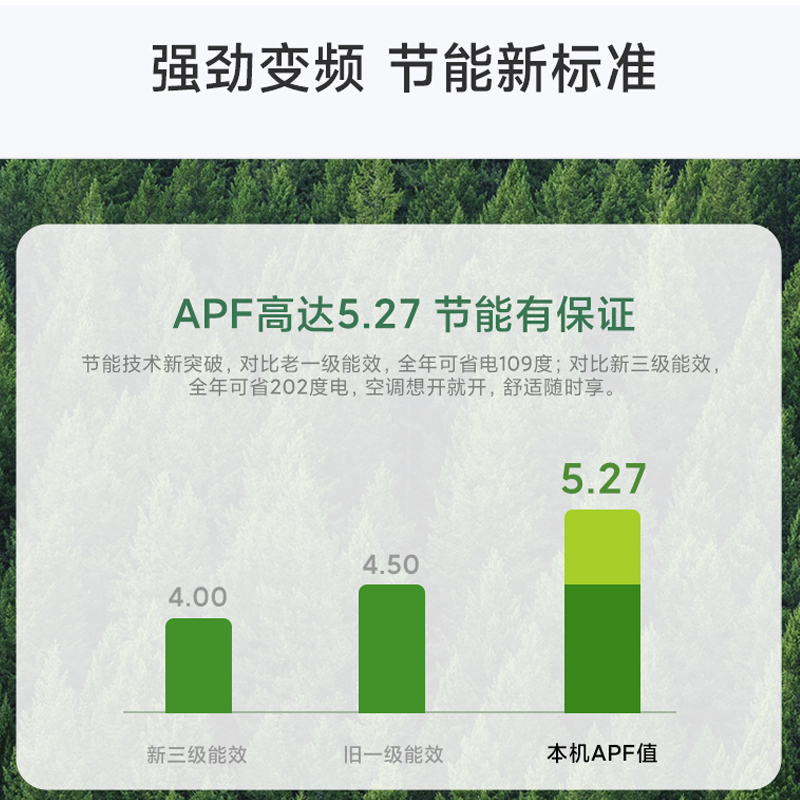 强劲变频 节能新标准
APF高达5.27 节能有保证
节能技术新突破，对比老一级能效，全年可省电109度；对比新三级能效，
全年可省202度电，空调想开就开，舒适随时享。
5.27
4.50
4.00
新三级能效 旧一级能效 本机APF值